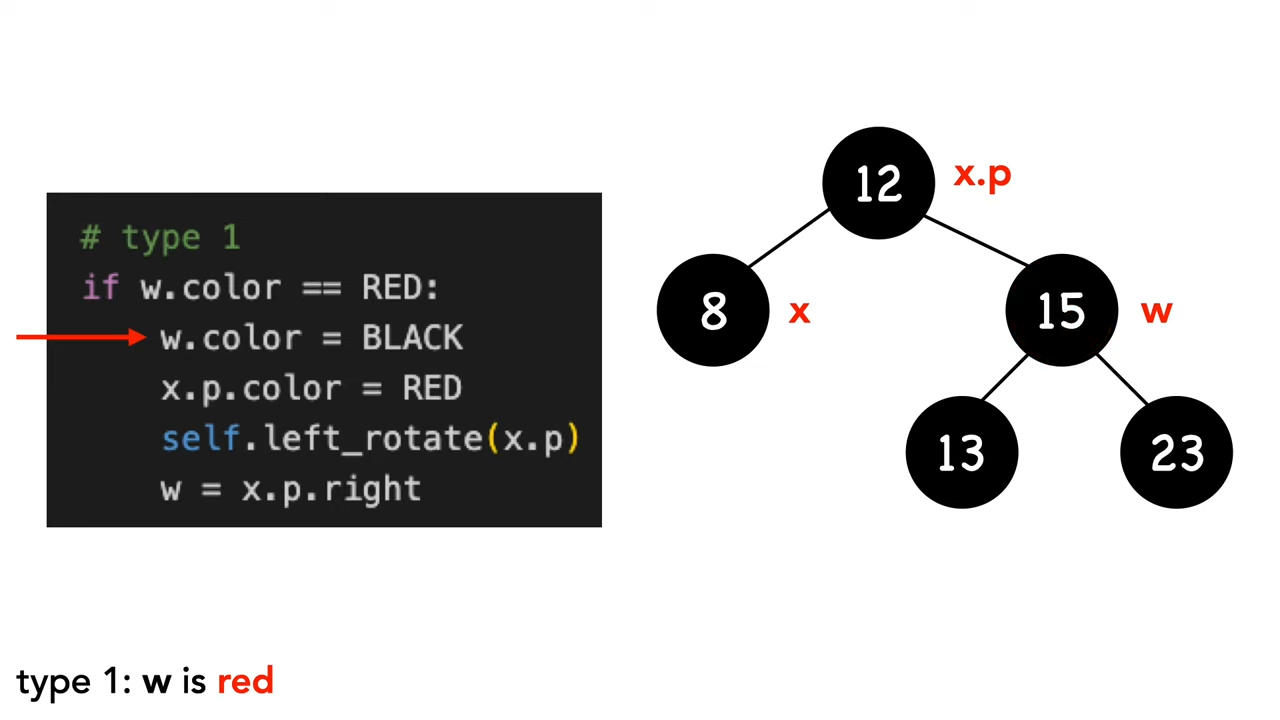 # type 1
if w.color == RED:
w.color = BLACK
x.p.color = RED
self.left_rotate(x.p)
w = x.p.right
12 x.p
8 x 15 w
13 23
type 1: w is red